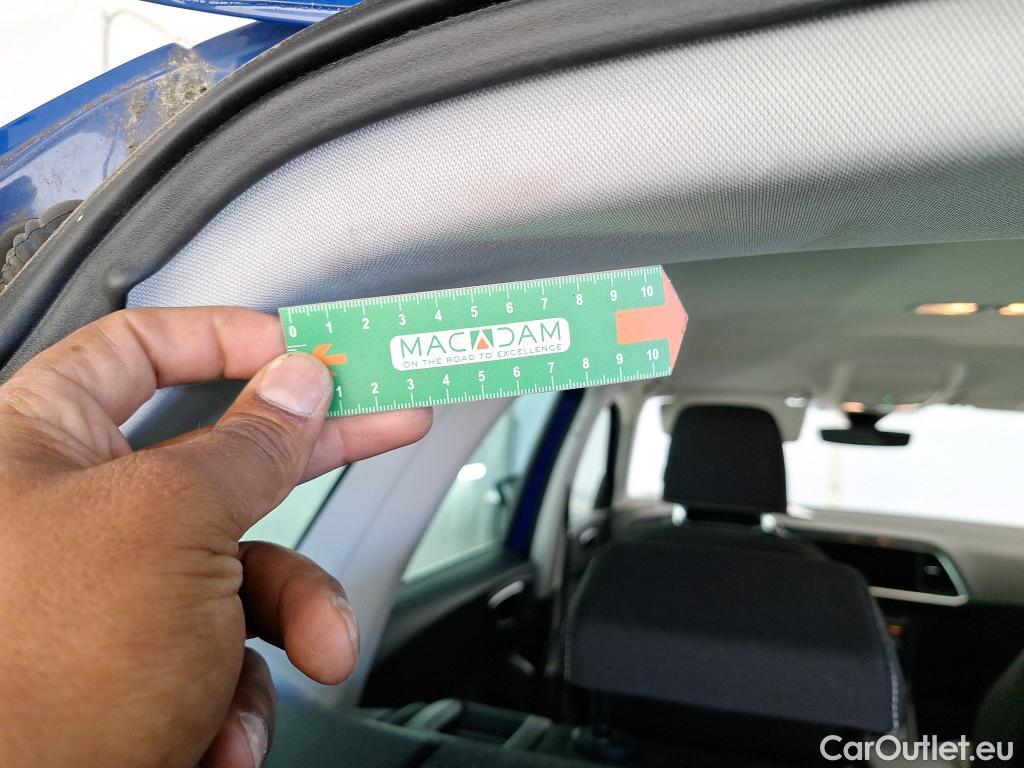 0 1 2 3 4 5 6 7 8 9 10
MACADAM
ON THE ROAD TO EXCELLENCE
1 2 3 4 5 6 7 8 9 10
CarOutlet.eu